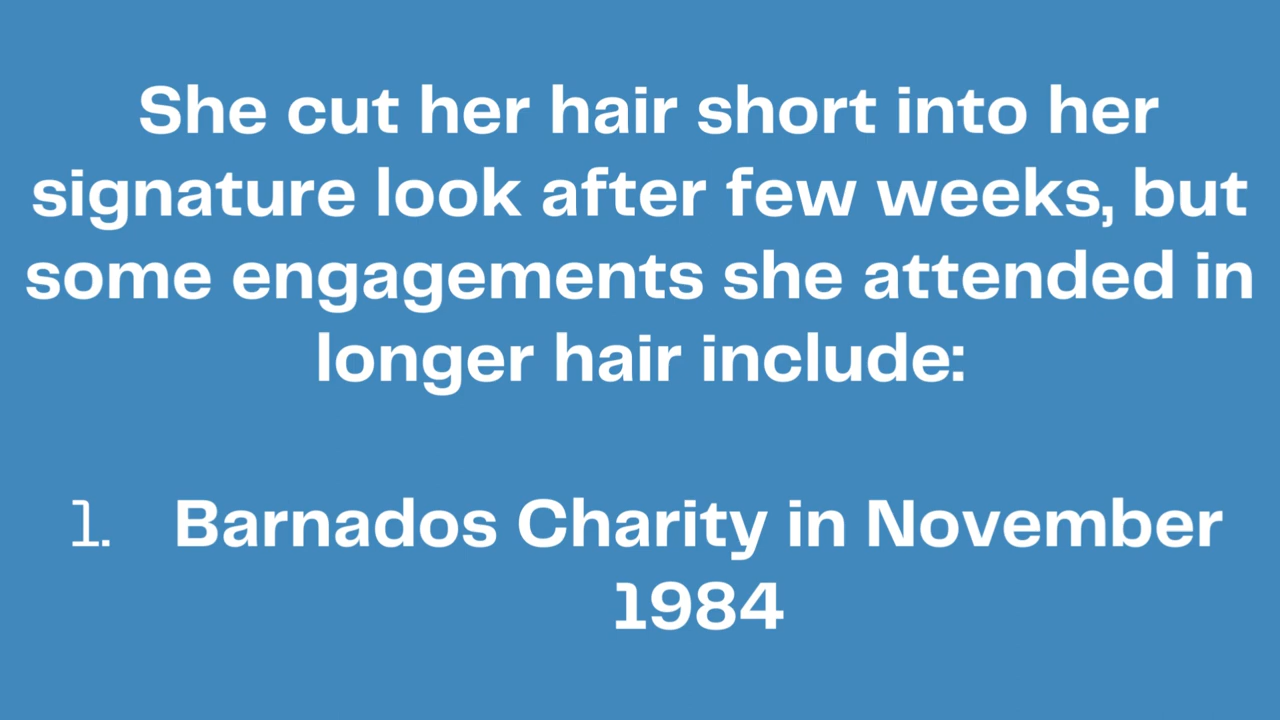 She cut her hair short into her
signature look after few weeks, but
some engagements she attended in
longer hair include:
1. Barnados Charity in November
1984